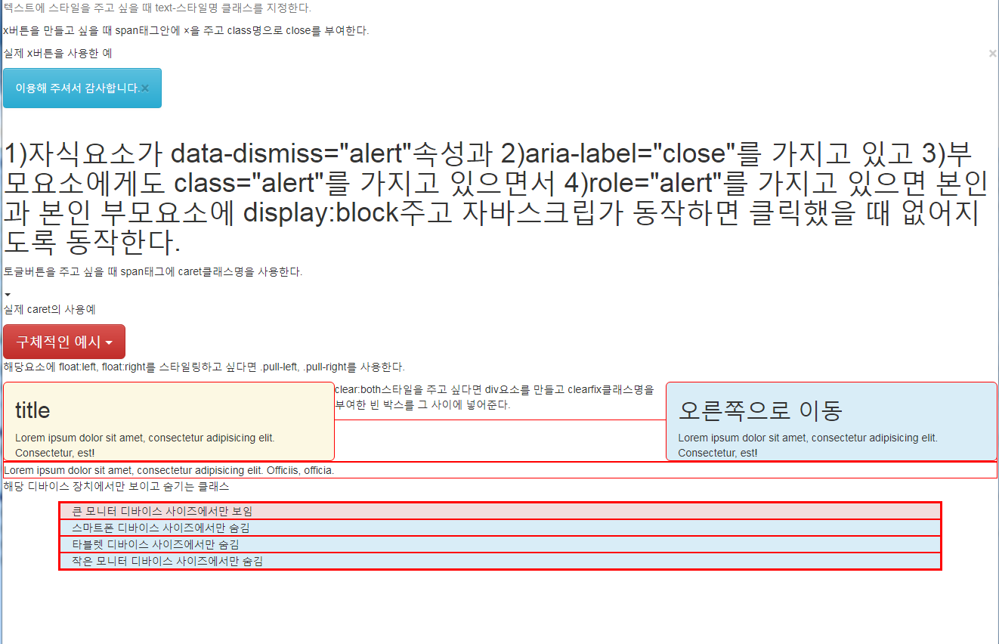 텍스트에 스타일을 주고 싶을 때 text-스타일명 클래스를 지정한다.
x버튼을 만들고 싶을 때 span태그안에 ×을 주고 class명으로 close를 부여한다.
실제 x버튼을 사용한 예
×
이용해 주셔서 감사합니다.×
1)자식요소가 data-dismiss="alert"속성과 2)aria-label="close"를 가지고 있고 3)부
모요소에게도 class="alert"를 가지고 있으면서 4)role="alert"를 가지고 있으면 본인
과 본인 부모요소에 display:block주고 자바스크립가 동작하면 클릭했을 때 없어지
도록 동작한다.
토글버튼을 주고 싶을 때 span태그에 caret클래스명을 사용한다.
실제 caret의 사용예
구체적인 예시
해당요소에 float:left, float:right를 스타일링하고 싶다면 .pull-left, .pull-right를 사용한다.
title
Lorem ipsum dolor sit amet, consectetur adipisicing elit.
Consectetur, est!
clear:both스타일을 주고 싶다면 div요소를 만들고 clearfix클래스명을
부여한 빈 박스를 그 사이에 넣어준다.
오른쪽으로 이동
Lorem ipsum dolor sit amet, consectetur adipisicing elit.
Consectetur, est!
Lorem ipsum dolor sit amet, consectetur adipisicing elit. Officiis, officia.
해당 디바이스 장치에서만 보이고 숨기는 클래스
큰 모니터 디바이스 사이즈에서만 보임
스마트폰 디바이스 사이즈에서만 숨김
타블렛 디바이스 사이즈에서만 숨김
작은 모니터 디바이스 사이즈에서만 숨김